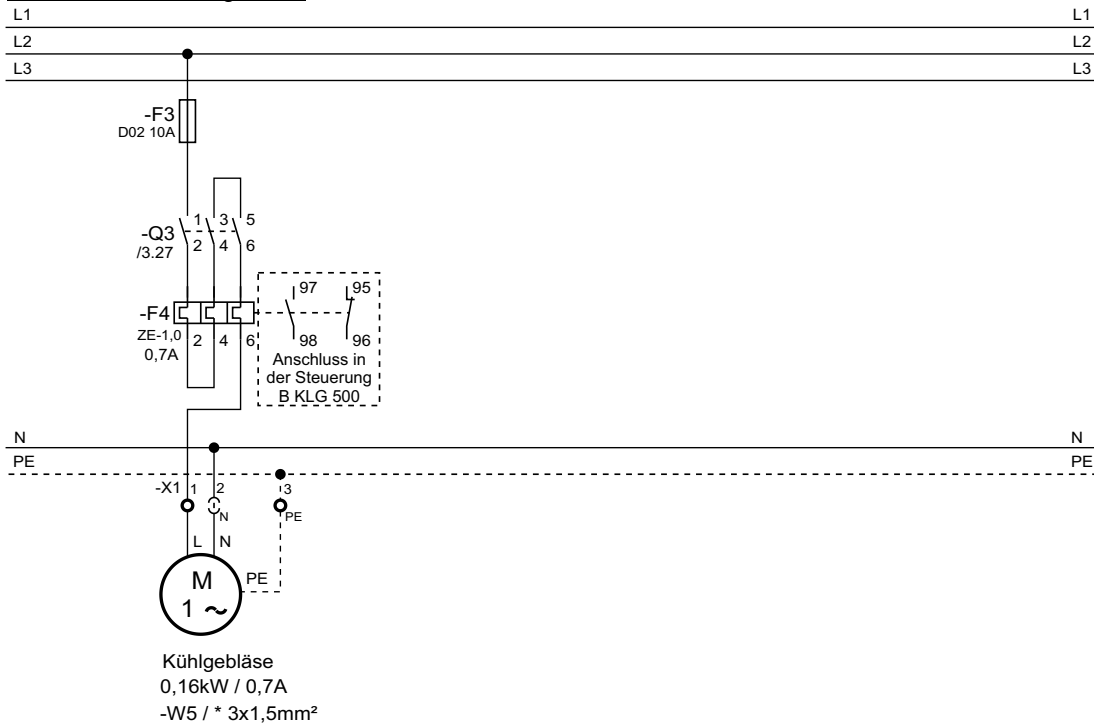 L1 L1
L2 L2
L3 L3
-F3
D02 10A
1 3 5
-Q3
/3.27
2 4 6
97 95
-F4
ZE-1,0
0,7A
2 4 6
98 96
Anschluss in
der Steuerung
B KLG 500
N N
PE PE
-X1 1 2 3
N PE
L N
PE
M
1 ~
Kühlgebläse
0,16kW / 0,7A
-W5 / * 3x1,5mm²